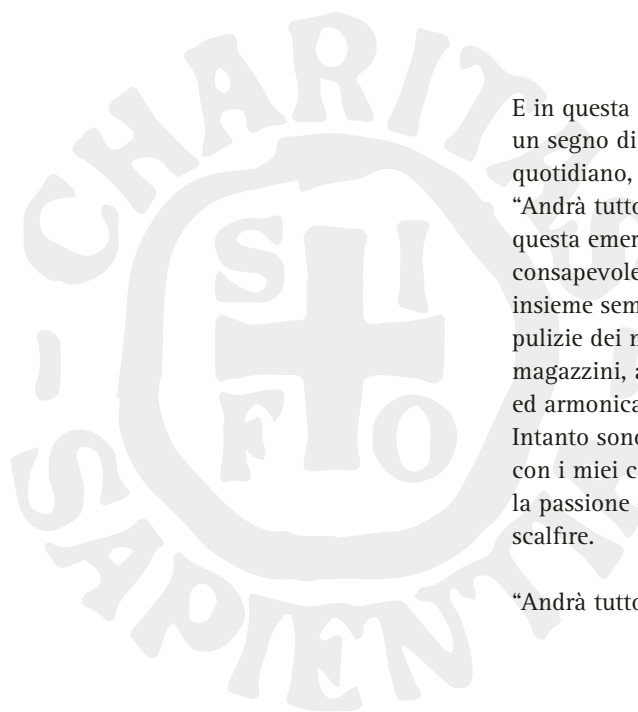 CHARITAS - SAPIENTI
S I
F O
E in questa
un segno di
quotidiano,
“Andrà tutto
questa emer
consapevole
insieme sem
pulizie dei
magazzini,
ed armonica
Intanto sono
con i miei
la passione
scalfire.
“Andrà tutto